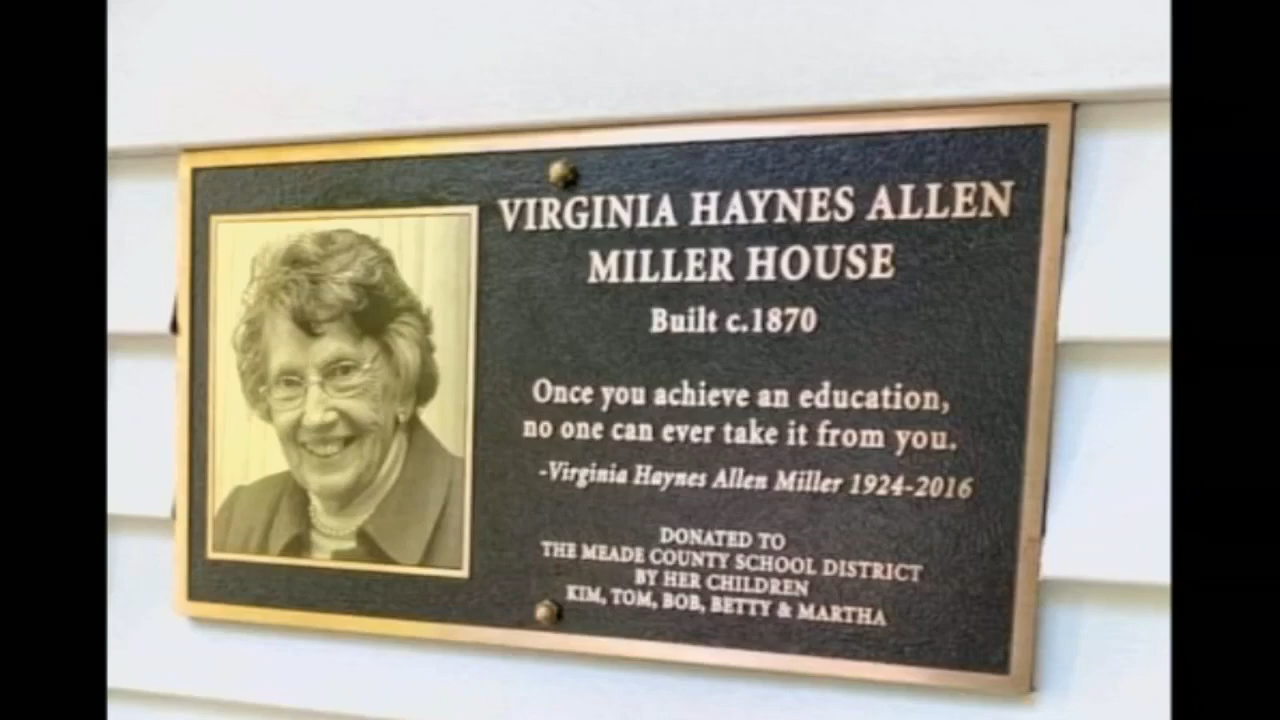 VIRGINIA HAYNES ALLEN
MILLER HOUSE
Built c.1870
Once you achieve an education,
no one can ever take it from you.
-Virginia Haynes Allen Miller 1924-2016
DONATED TO
THE MEADE COUNTY SCHOOL DISTRICT
BY HER CHILDREN
KIM, TOM, BOB, BETTY & MARTHA